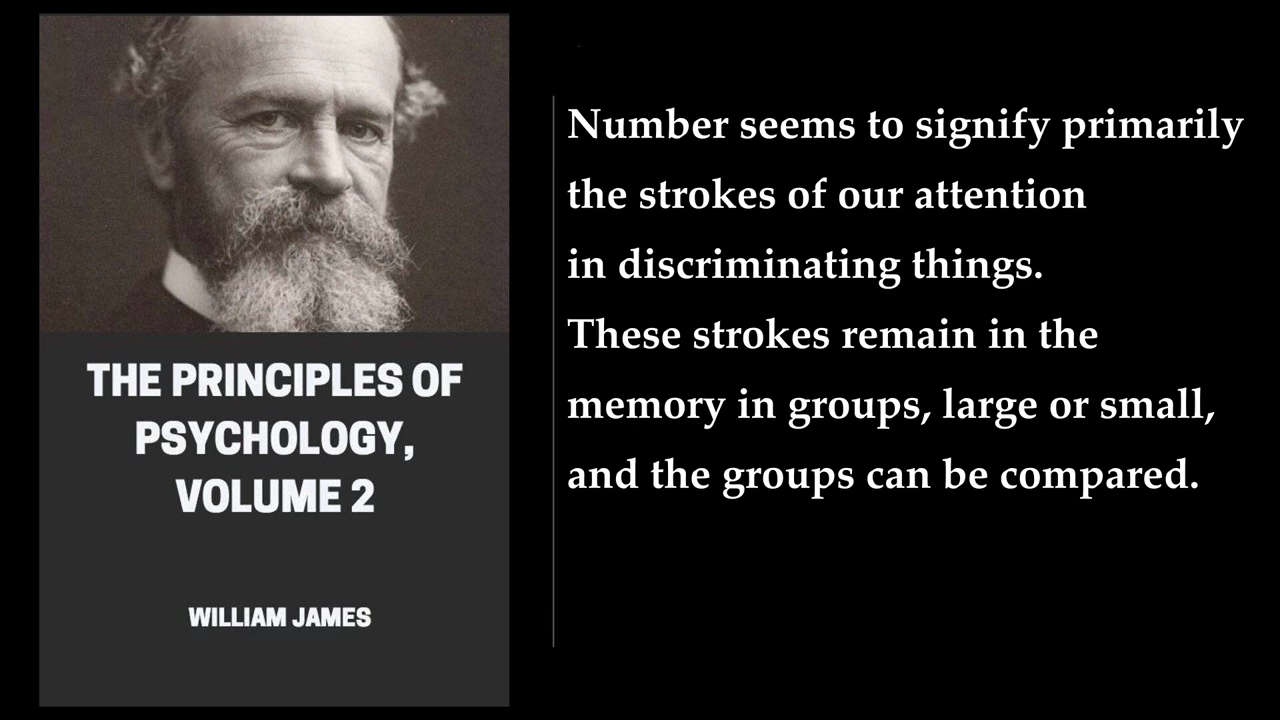 THE PRINCIPLES OF
PSYCHOLOGY,
VOLUME 2
WILLIAM JAMES
Number seems to signify primarily
the strokes of our attention
in discriminating things.
These strokes remain in the
memory in groups, large or small,
and the groups can be compared.